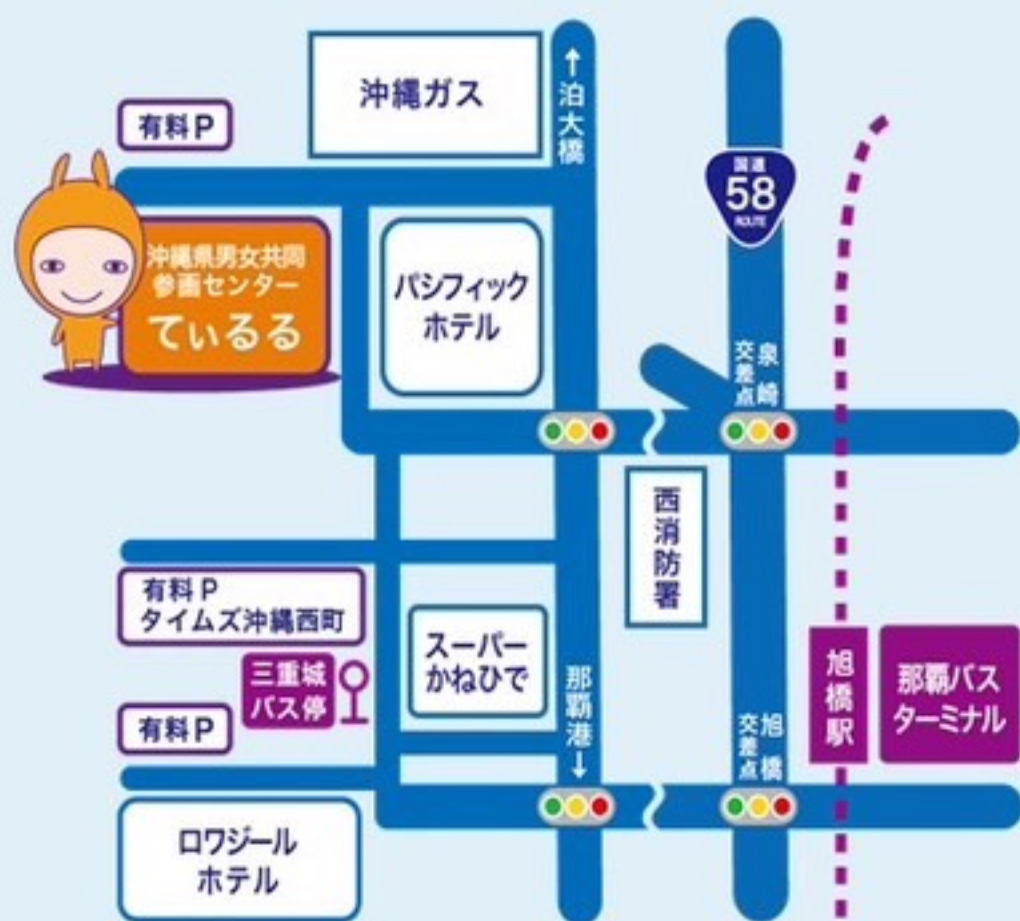 沖縄ガス
↑泊大橋
有料P
国道
58
ROUTE
沖縄県男女共同
参画センター
てぃるる
パシフィック
ホテル
泉崎
交差点
西消防署
有料P
タイムズ沖縄西町
スーパー
かねひで
三重城
バス停
那覇港↓
旭橋駅
那覇バス
ターミナル
有料P
旭橋
交差点
ロワジール
ホテル